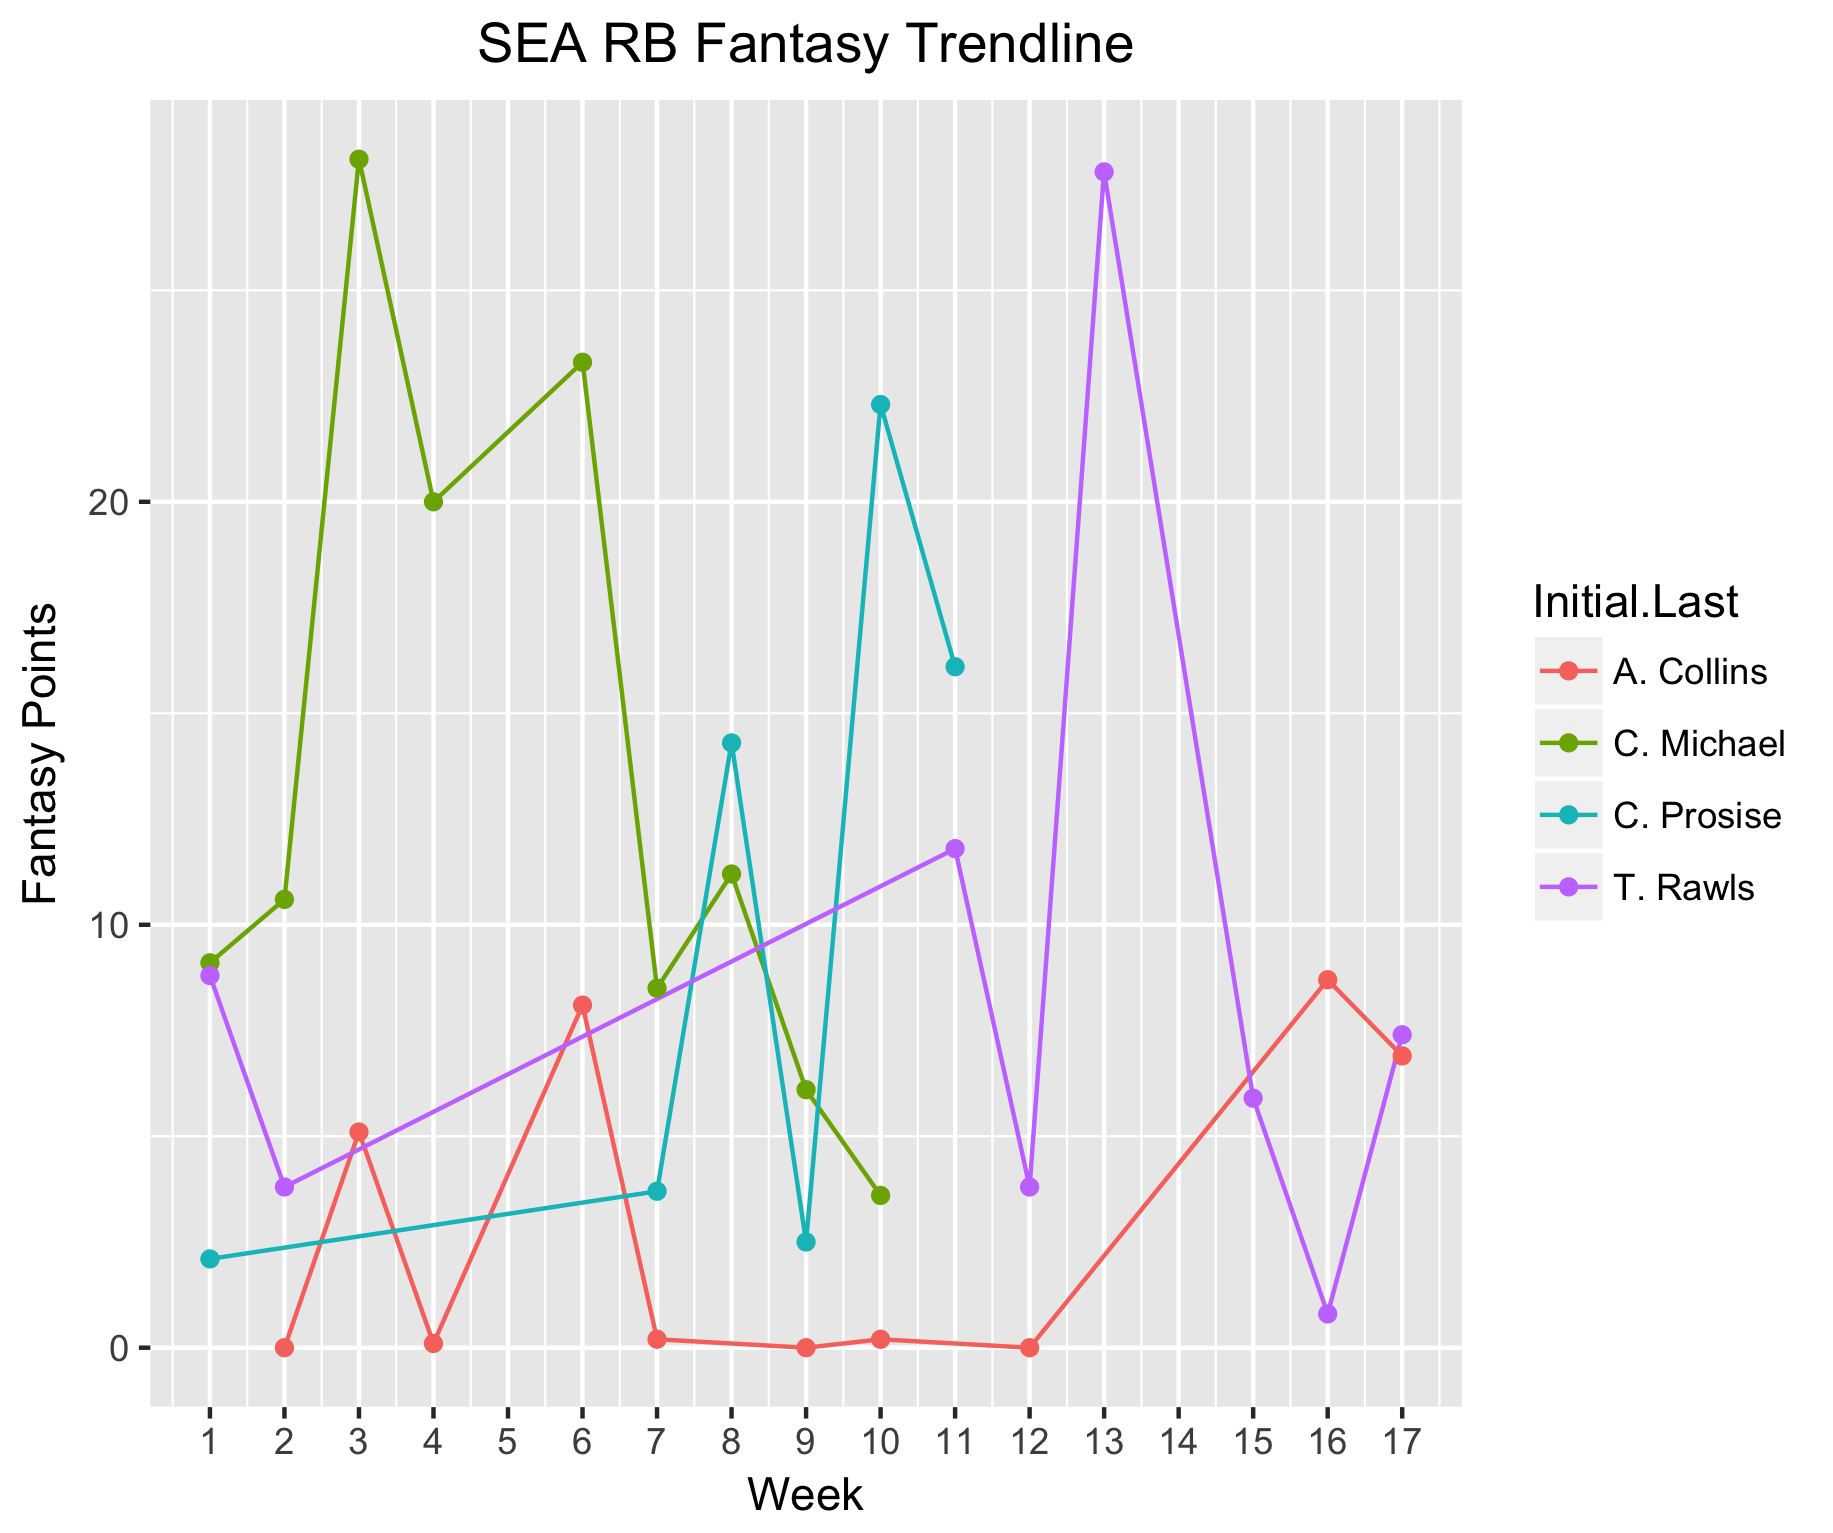 SEA RB Fantasy Trendline
Fantasy Points
20
10
0
1 2 3 4 5 6 7 8 9 10 11 12 13 14 15 16 17
Week
Initial.Last
A. Collins
C. Michael
C. Prosise
T. Rawls